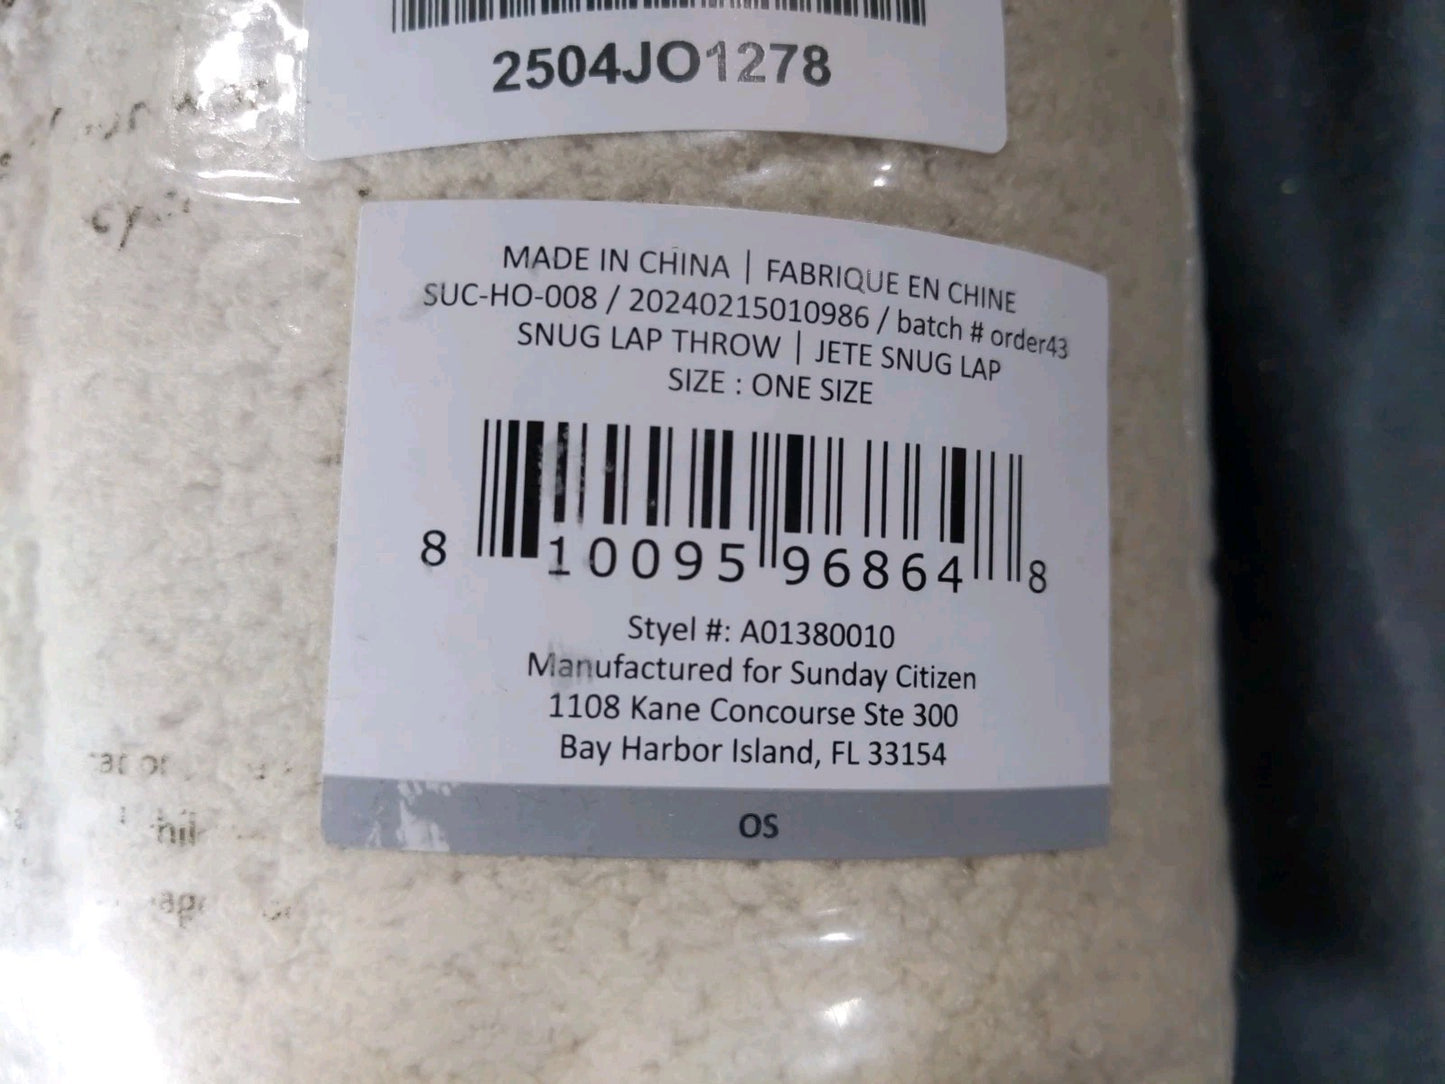 2504JO1278
MADE IN CHINA | FABRIQUE EN CHINE
SUC-HO-008 / 20240215010986 / batch # order43
SNUG LAP THROW | JETE SNUG LAP
SIZE : ONE SIZE
8 10095 96864 8
Styel #: A01380010
Manufactured for Sunday Citizen
1108 Kane Concourse Ste 300
Bay Harbor Island, FL 33154
OS